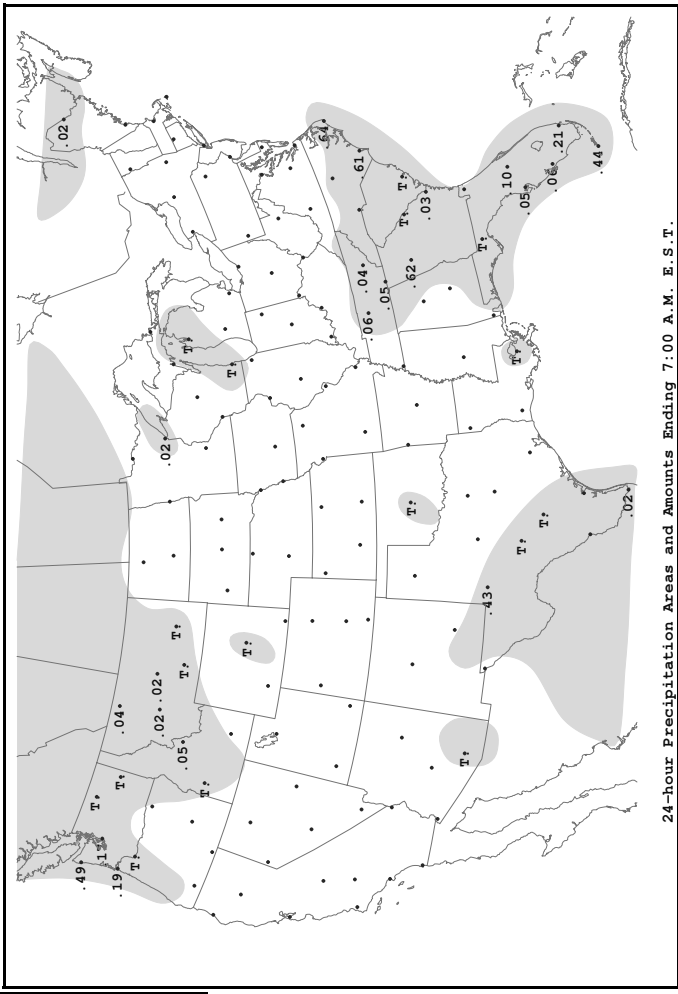 .02
.49
T
.19
.04
T
T
.02
.02
.02
T
.05
T
T
T
T
T
.64
.61
.04
.06
.05
T
T
.62
T
.03
T
T
.43
10
T
T
.05
T
.06
.21
.44
.02
24-hour Precipitation Areas and Amounts Ending 7:00 A.M. E.S.T.